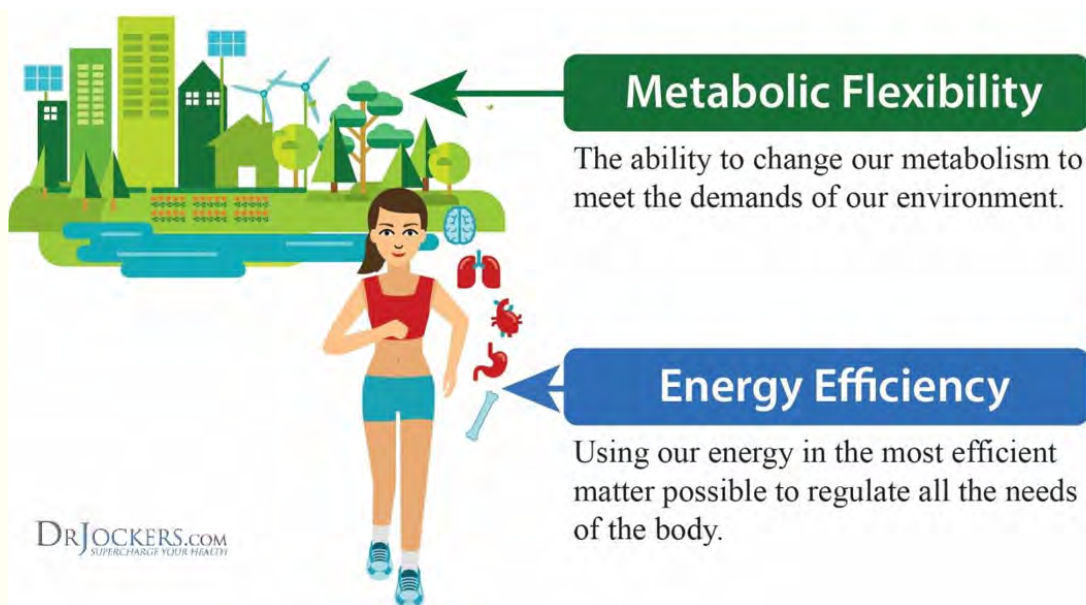 Metabolic Flexibility
The ability to change our metabolism to
meet the demands of our environment.
Energy Efficiency
Using our energy in the most efficient
matter possible to regulate all the needs
of the body.
DRJOCKERS.COM
SUPERCHARGE YOUR HEALTH